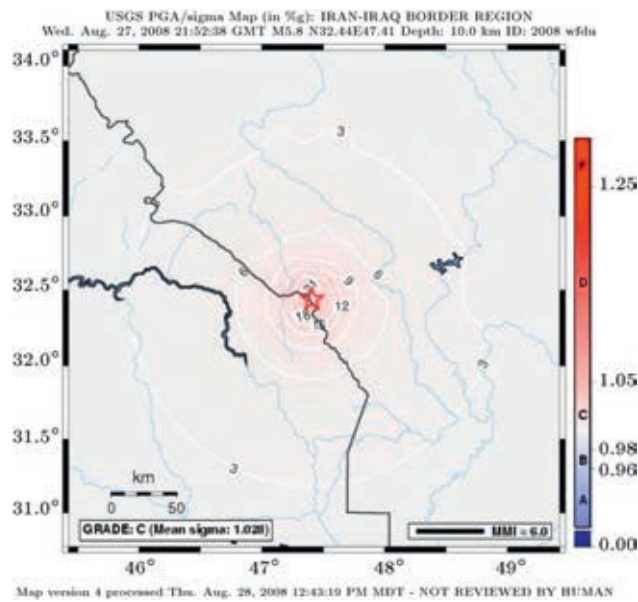 USGS PGA/sigma Map (in %g): IRAN-IRAQ BORDER REGION
Wed. Aug. 27, 2008 21:52:38 GMT M5.8 N32.44E47.41 Depth: 10.0 km ID: 2008 wfdu
34.0°
33.5°
33.0°
32.5°
32.0°
31.5°
31.0°
3
6
9
6
12
15
3
3
km
0 50
GRADE: C (Mean sigma: 1.028)
MMI = 6.0
46° 47° 48° 49°
F
1.25
D
1.05
C
0.98
B
0.96
A
0.00
Map version 4 processed Thu. Aug. 28, 2008 12:43:19 PM MDT - NOT REVIEWED BY HUMAN